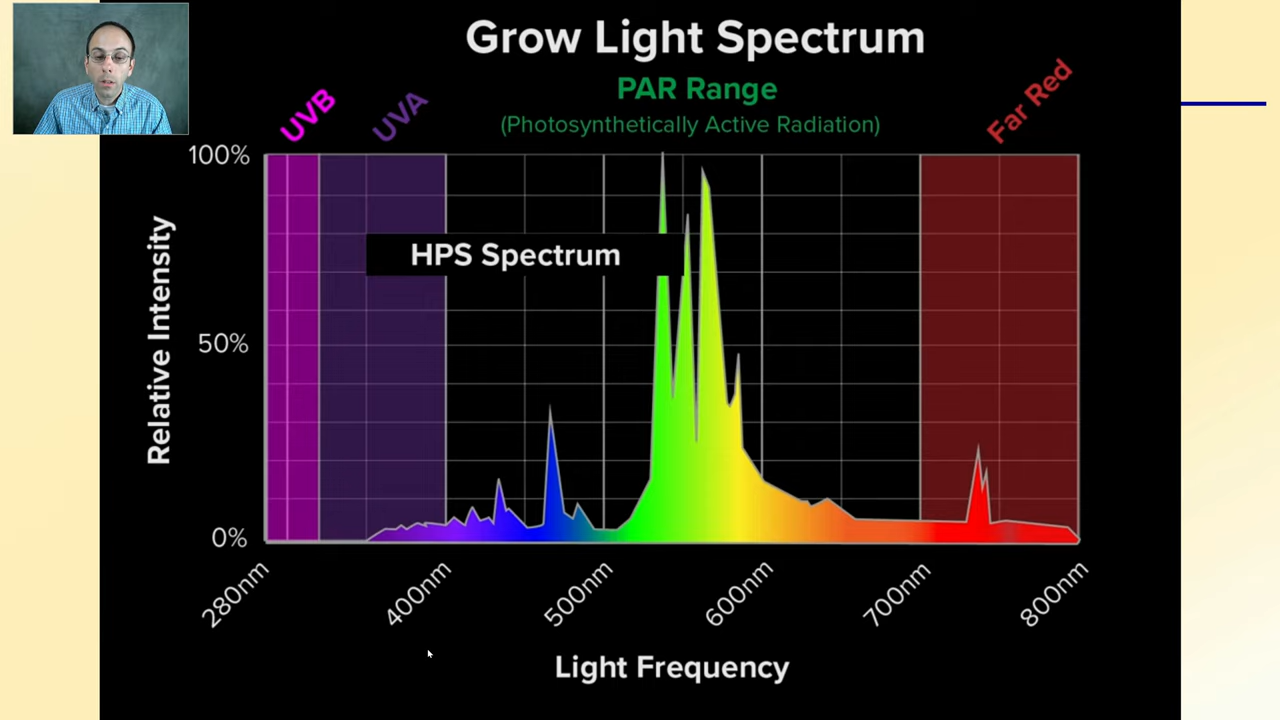 Grow Light Spectrum
PAR Range
(Photosynthetically Active Radiation)
UVB
UVA
Far Red
100%
HPS Spectrum
Relative Intensity
50%
0%
280nm
400nm
500nm
600nm
700nm
800nm
Light Frequency